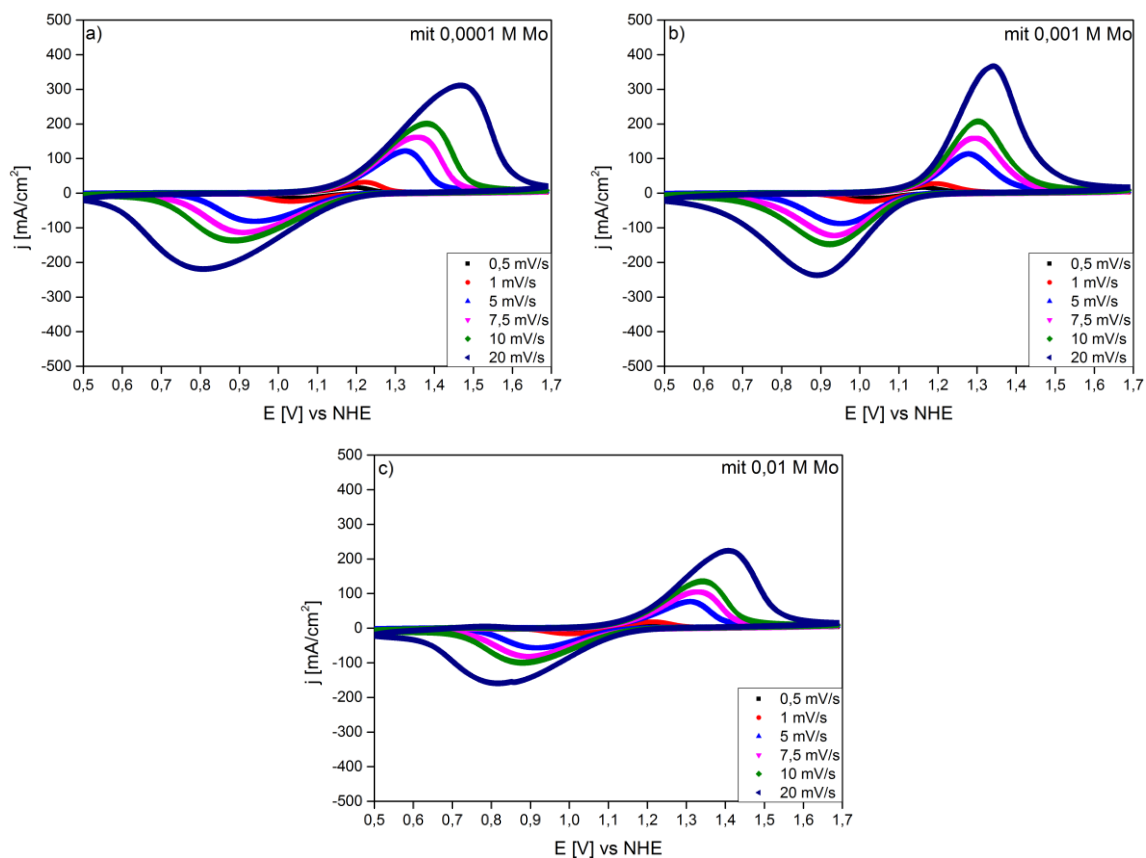 a)
mit 0,0001 M Mo
500
400
300
200
100
0
-100
-200
-300
-400
-500
j [mA/cm²]
0,5 mV/s
1 mV/s
5 mV/s
7,5 mV/s
10 mV/s
20 mV/s
0,5 0,6 0,7 0,8 0,9 1,0 1,1 1,2 1,3 1,4 1,5 1,6 1,7
E [V] vs NHE
b)
mit 0,001 M Mo
500
400
300
200
100
0
-100
-200
-300
-400
-500
j [mA/cm²]
0,5 mV/s
1 mV/s
5 mV/s
7,5 mV/s
10 mV/s
20 mV/s
0,5 0,6 0,7 0,8 0,9 1,0 1,1 1,2 1,3 1,4 1,5 1,6 1,7
E [V] vs NHE
c)
mit 0,01 M Mo
500
400
300
200
100
0
-100
-200
-300
-400
-500
j [mA/cm²]
0,5 mV/s
1 mV/s
5 mV/s
7,5 mV/s
10 mV/s
20 mV/s
0,5 0,6 0,7 0,8 0,9 1,0 1,1 1,2 1,3 1,4 1,5 1,6 1,7
E [V] vs NHE